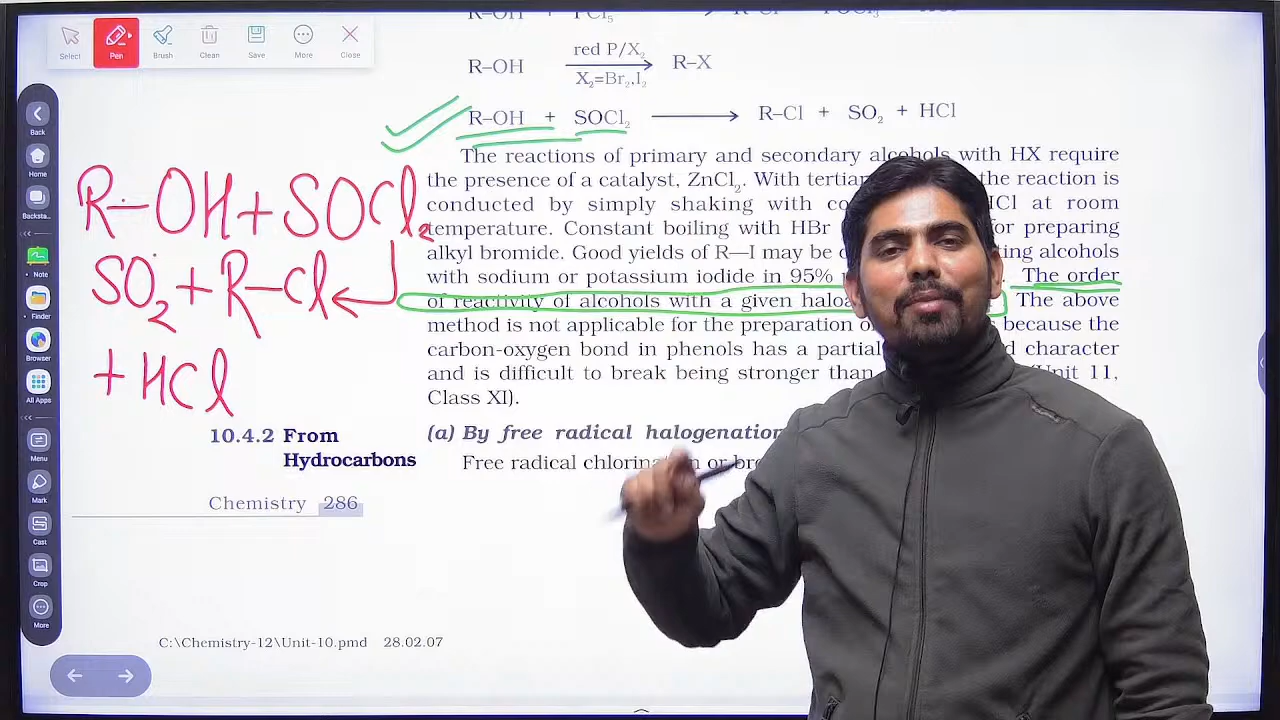 Select Pen Brush Clean Save More Close
R–OH + PCl5 → R–Cl + POCl3 + HCl
R–OH red P/X2 → R–X
X2=Br2,I2
R–OH + SOCl2 → R–Cl + SO2 + HCl
The reactions of primary and secondary alcohols with HX require
the presence of a catalyst, ZnCl2. With the reaction is
conducted by simply shaking with HCl at room
temperature. Constant boiling with HBr for preparing
alkyl bromide. Good yields of R—I may be alcohols
with sodium or potassium iodide in 95% The order
of reactivity of alcohols with a given The above
method is not applicable for the preparation because the
carbon-oxygen bond in phenols has a partial character
and is difficult to break being stronger than (Unit 11,
Class XI).
R–OH+SOCl2
SO2+R–Cl←
+HCl
10.4.2 From
Hydrocarbons
(a) By free radical halogenation
Free radical chlorination or
Chemistry 286
C:\Chemistry-12\Unit-10.pmd 28.02.07
Back
Home
Backsta..
Note
Finder
Browser
All Apps
Menu
Mark
Cast
Crop
More